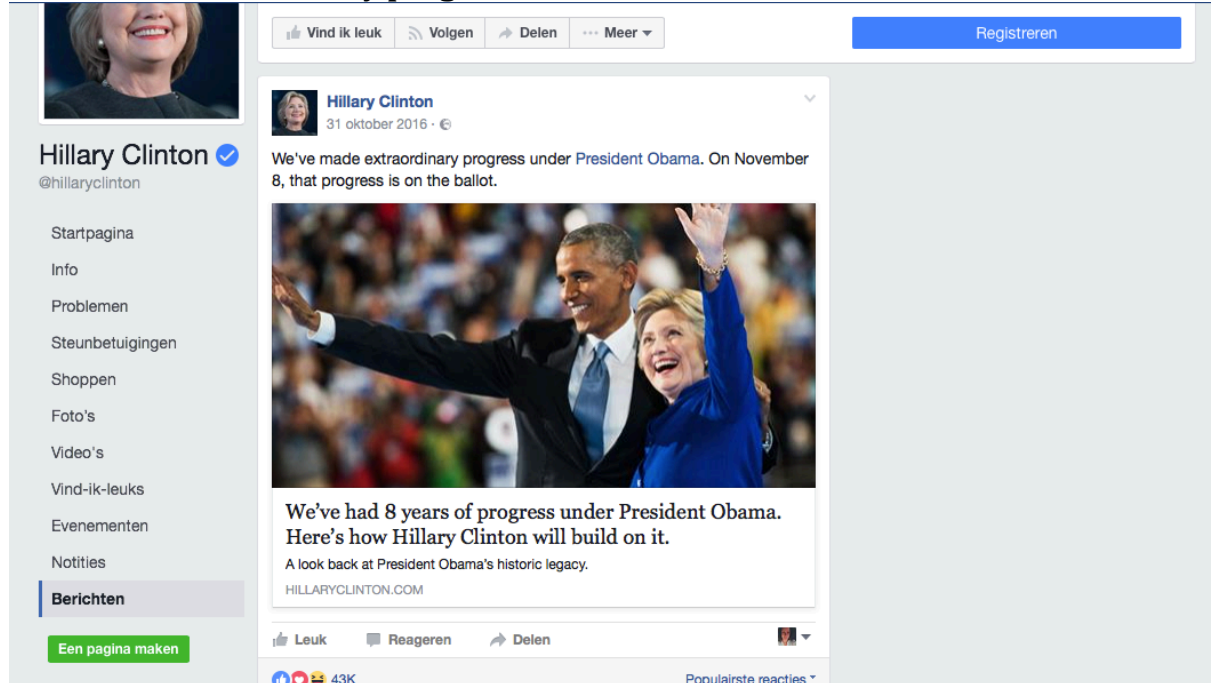 Vind ik leuk
Volgen
Delen
Meer
Registreren
Hillary Clinton
@hillaryclinton
Startpagina
Info
Problemen
Steunbetuigingen
Shoppen
Foto's
Video's
Vind-ik-leuks
Evenementen
Notities
Berichten
Een pagina maken
Hillary Clinton
31 oktober 2016 ·
We've made extraordinary progress under President Obama. On November
8, that progress is on the ballot.
We've had 8 years of progress under President Obama.
Here's how Hillary Clinton will build on it.
A look back at President Obama's historic legacy.
HILLARYCLINTON.COM
Leuk
Reageren
Delen
43K
Populairste reacties